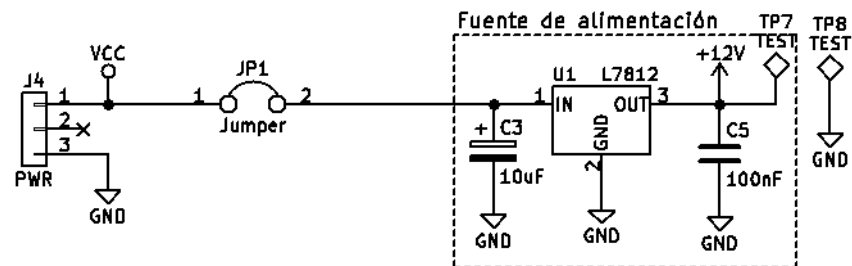 Fuente de alimentación
TP7
TEST
TP8
TEST
VCC
+12V
J4
JP1
U1
L7812
1
1
2
1
IN
OUT
3
2
Jumper
+
C3
GND
C5
3
2
PWR
10uF
100nF
GND
GND
GND
GND
GND